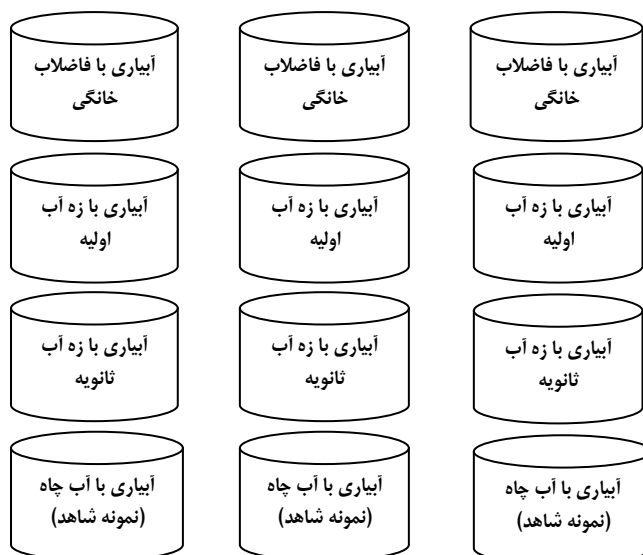 آبیاری با فاضلاب
خانگی
آبیاری با فاضلاب
خانگی
آبیاری با فاضلاب
خانگی
آبیاری با زه آب
اولیه
آبیاری با زه آب
اولیه
آبیاری با زه آب
اولیه
آبیاری با زه آب
ثانویه
آبیاری با زه آب
ثانویه
آبیاری با زه آب
ثانویه
آبیاری با آب چاه
(نمونه شاهد)
آبیاری با آب چاه
(نمونه شاهد)
آبیاری با آب چاه
(نمونه شاهد)